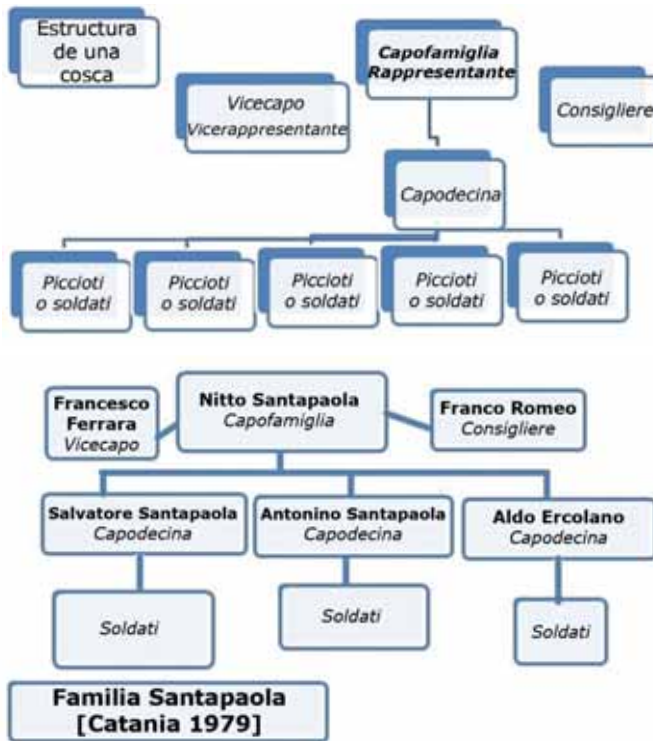 Estructura
de una
cosca
Capofamiglia
Rappresentante
Vicecapo
Vicerappresentante
Consigliere
Capodecina
Piccioti
o soldati
Piccioti
o soldati
Piccioti
o soldati
Piccioti
o soldati
Piccioti
o soldati
Francesco
Ferrara
Vicecapo
Nitto Santapaola
Capofamiglia
Franco Romeo
Consigliere
Salvatore Santapaola
Capodecina
Antonino Santapaola
Capodecina
Aldo Ercolano
Capodecina
Soldati
Soldati
Soldati
Familia Santapaola
[Catania 1979]